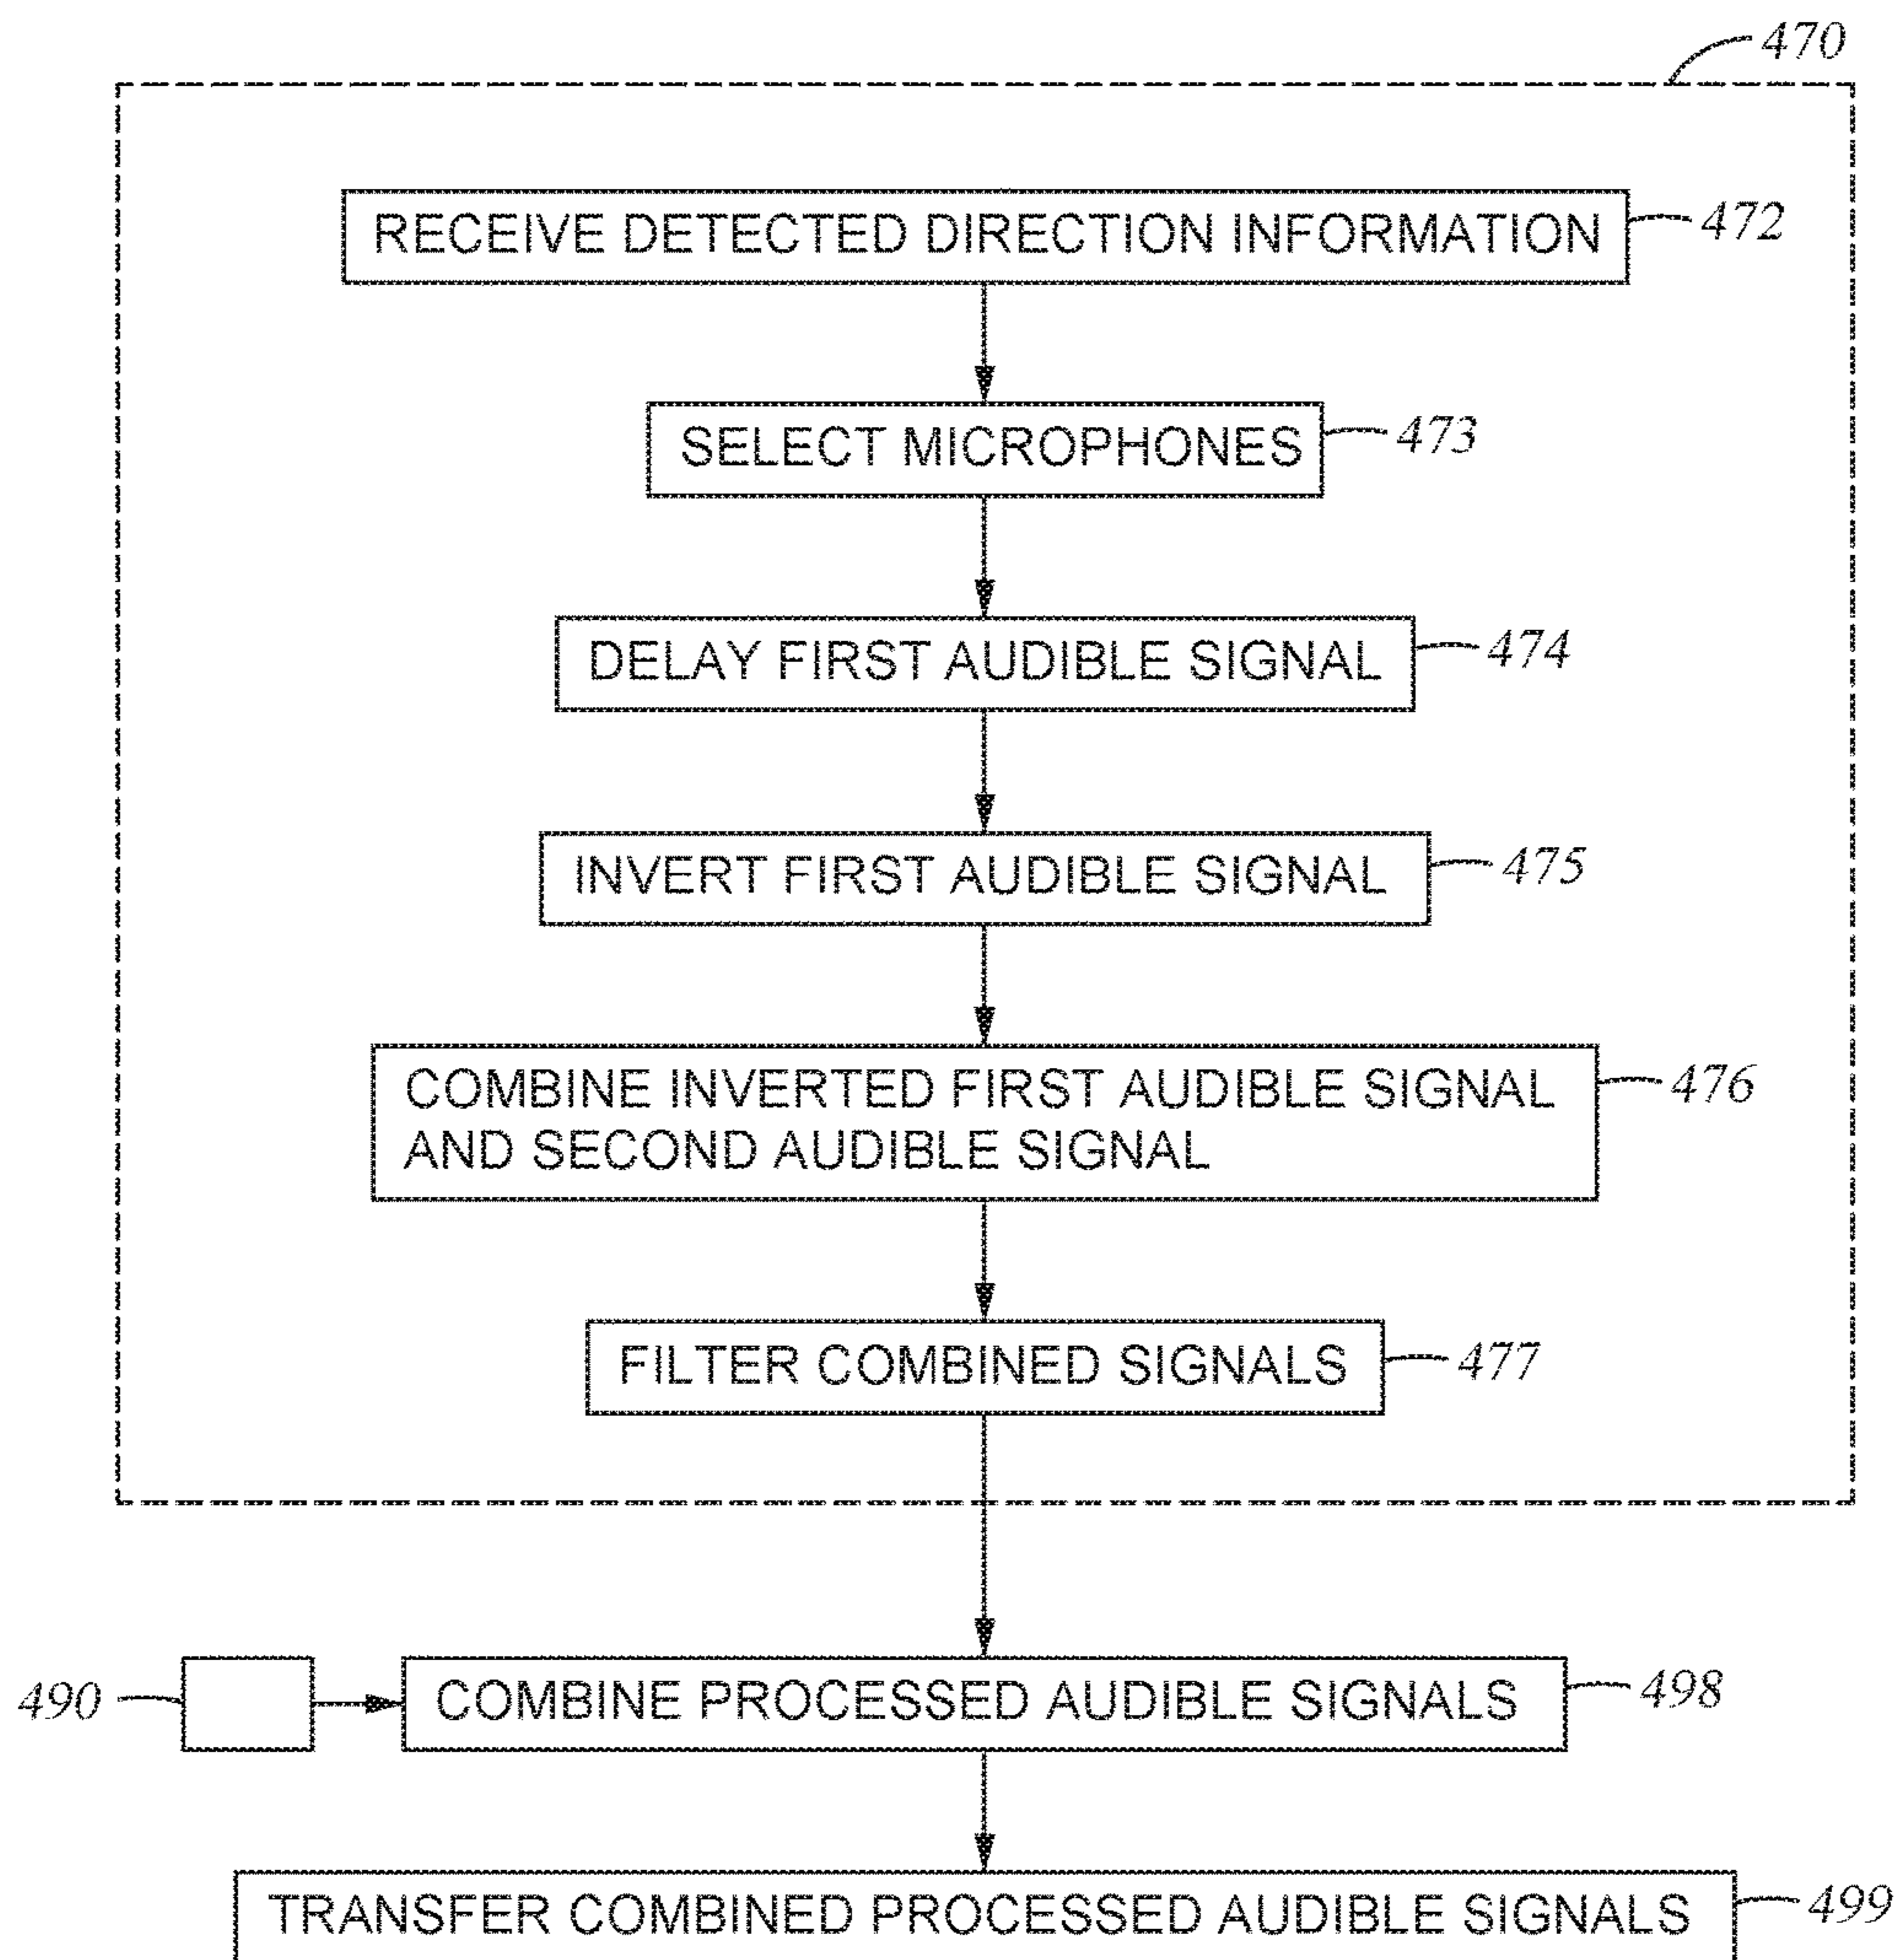 470
RECEIVE DETECTED DIRECTION INFORMATION
472
SELECT MICROPHONES
473
DELAY FIRST AUDIBLE SIGNAL
474
INVERT FIRST AUDIBLE SIGNAL
475
COMBINE INVERTED FIRST AUDIBLE SIGNAL
AND SECOND AUDIBLE SIGNAL
476
FILTER COMBINED SIGNALS
477
490
COMBINE PROCESSED AUDIBLE SIGNALS
498
TRANSFER COMBINED PROCESSED AUDIBLE SIGNALS
499